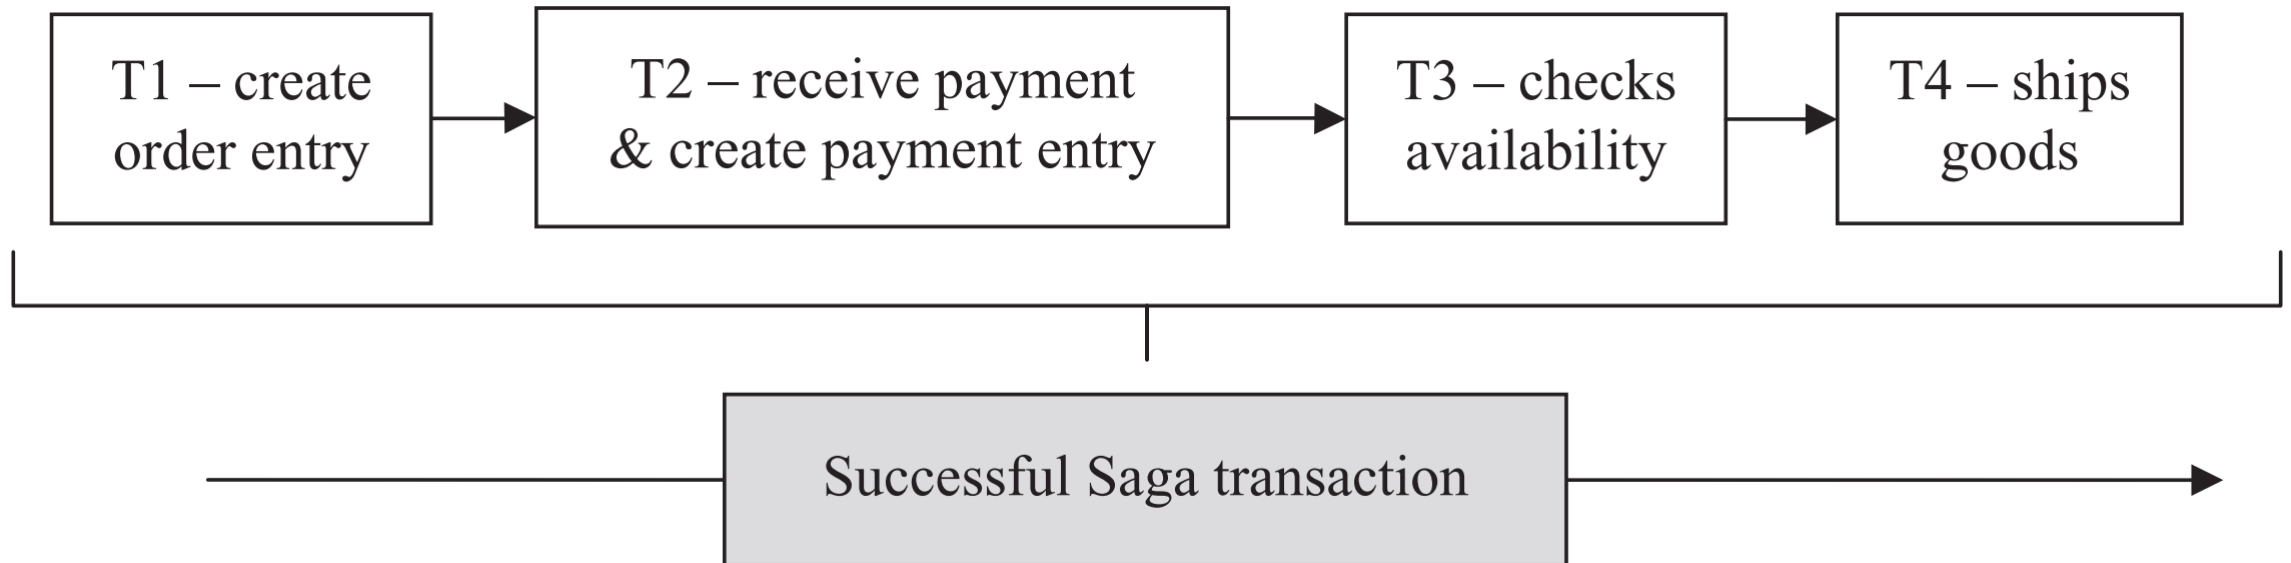 T1 – create
order entry
T2 – receive payment
& create payment entry
T3 – checks
availability
T4 – ships
goods
Successful Saga transaction